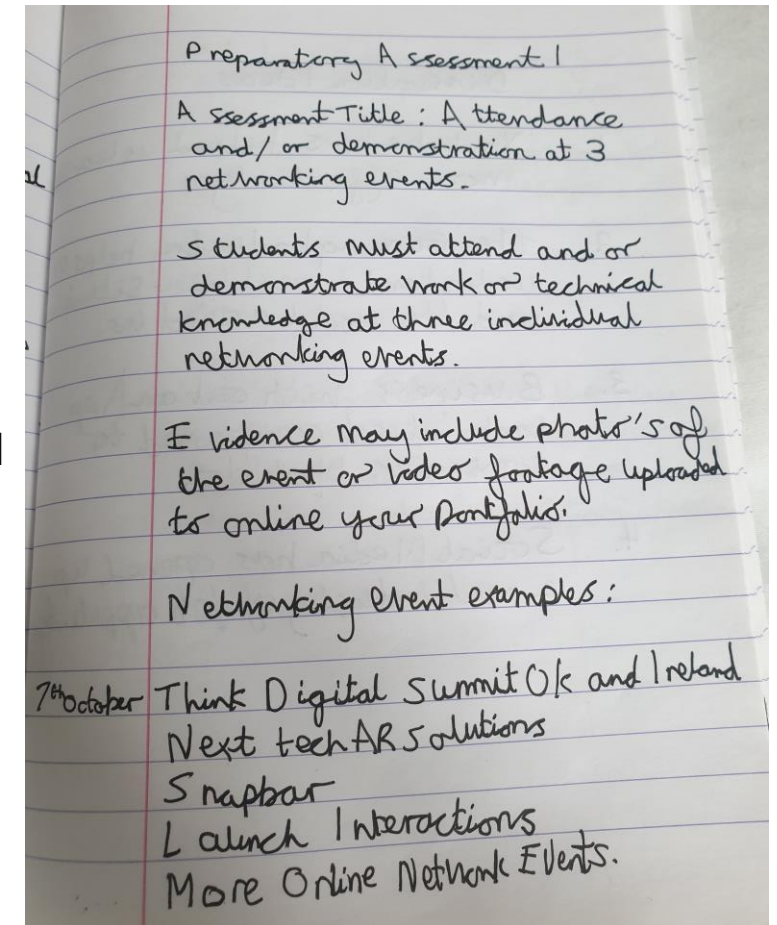 Preparatory Assessment 1
Assessment Title: Attendance
and/or demonstration at 3
networking events.
Students must attend and or
demonstrate work or technical
knowledge at three individual
networking events.
Evidence may include photo's of
the event or video footage uploaded
to online your portfolio.
Networking event examples:
7th October Think Digital Summit Uk and Ireland
Next tech AR Solutions
Snapbar
Launch Interactions
More Online Network Events.